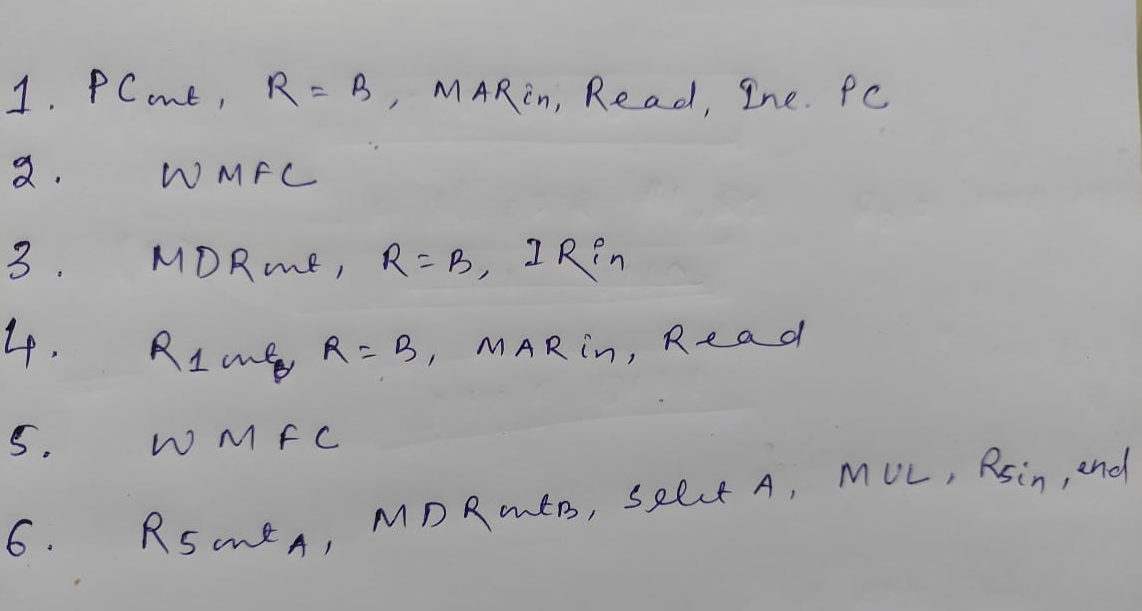 1. PCout, R=B, MARin, Read, Inc. PC
2. WMFC
3. MDRout, R=B, IRin
4. R1outB R=B, MARin, Read
5. WMFC
6. R5outA, MDRoutB, Select A, MUL, R5in, end